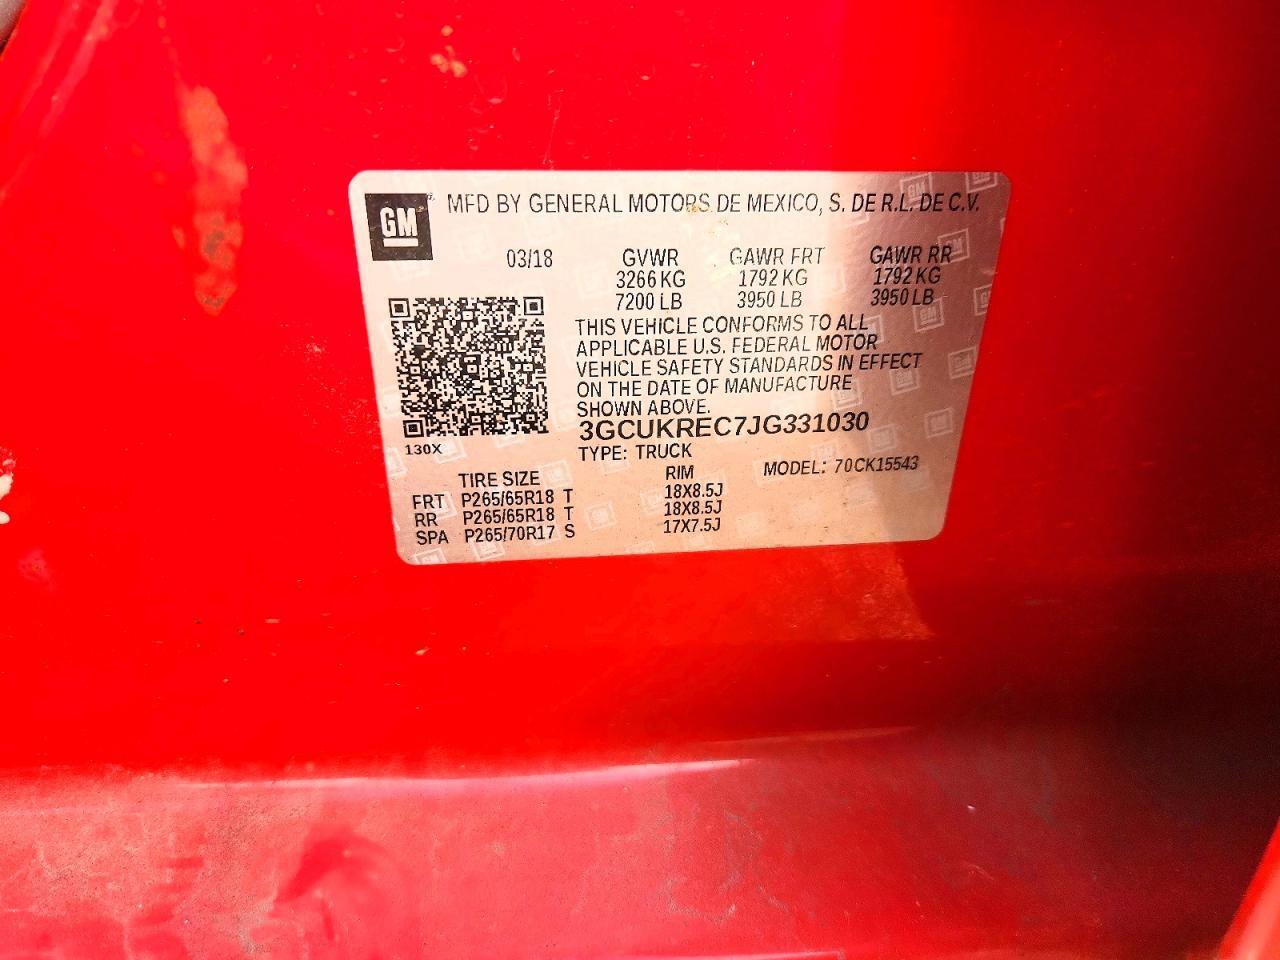 GM MFD BY GENERAL MOTORS DE MEXICO, S. DE R.L. DE C.V.
03/18 GVWR GAWR FRT GAWR RR
3266 KG 1792 KG 1792 KG
7200 LB 3950 LB 3950 LB
THIS VEHICLE CONFORMS TO ALL
APPLICABLE U.S. FEDERAL MOTOR
VEHICLE SAFETY STANDARDS IN EFFECT
ON THE DATE OF MANUFACTURE
SHOWN ABOVE.
3GCUKREC7JG331030
130X TYPE: TRUCK
TIRE SIZE RIM MODEL: 70CK15543
FRT P265/65R18 T 18X8.5J
RR P265/65R18 T 18X8.5J
SPA P265/70R17 S 17X7.5J